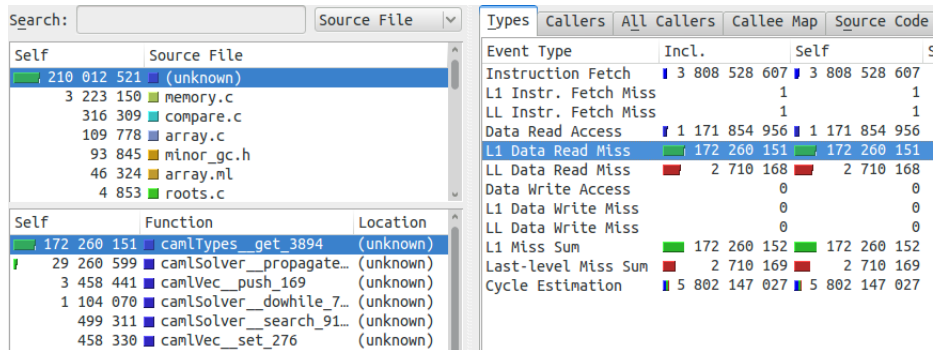 Search: Source File
Self Source File
210 012 521 (unknown)
3 223 150 memory.c
316 309 compare.c
109 778 array.c
93 845 minor_gc.h
46 324 array.ml
4 853 roots.c
Self Function Location
172 260 151 camlTypes__get_3894 (unknown)
29 260 599 camlSolver__propagate… (unknown)
3 458 441 camlVec__push_169 (unknown)
1 104 070 camlSolver__dowhile_7… (unknown)
499 311 camlSolver__search_91… (unknown)
458 330 camlVec__set_276 (unknown)
Types Callers All Callers Callee Map Source Code
Event Type Incl. Self S
Instruction Fetch 3 808 528 607 3 808 528 607
L1 Instr. Fetch Miss 1 1
LL Instr. Fetch Miss 1 1
Data Read Access 1 171 854 956 1 171 854 956
L1 Data Read Miss 172 260 151 172 260 151
LL Data Read Miss 2 710 168 2 710 168
Data Write Access 0 0
L1 Data Write Miss 0 0
LL Data Write Miss 0 0
L1 Miss Sum 172 260 152 172 260 152
Last-level Miss Sum 2 710 169 2 710 169
Cycle Estimation 5 802 147 027 5 802 147 027